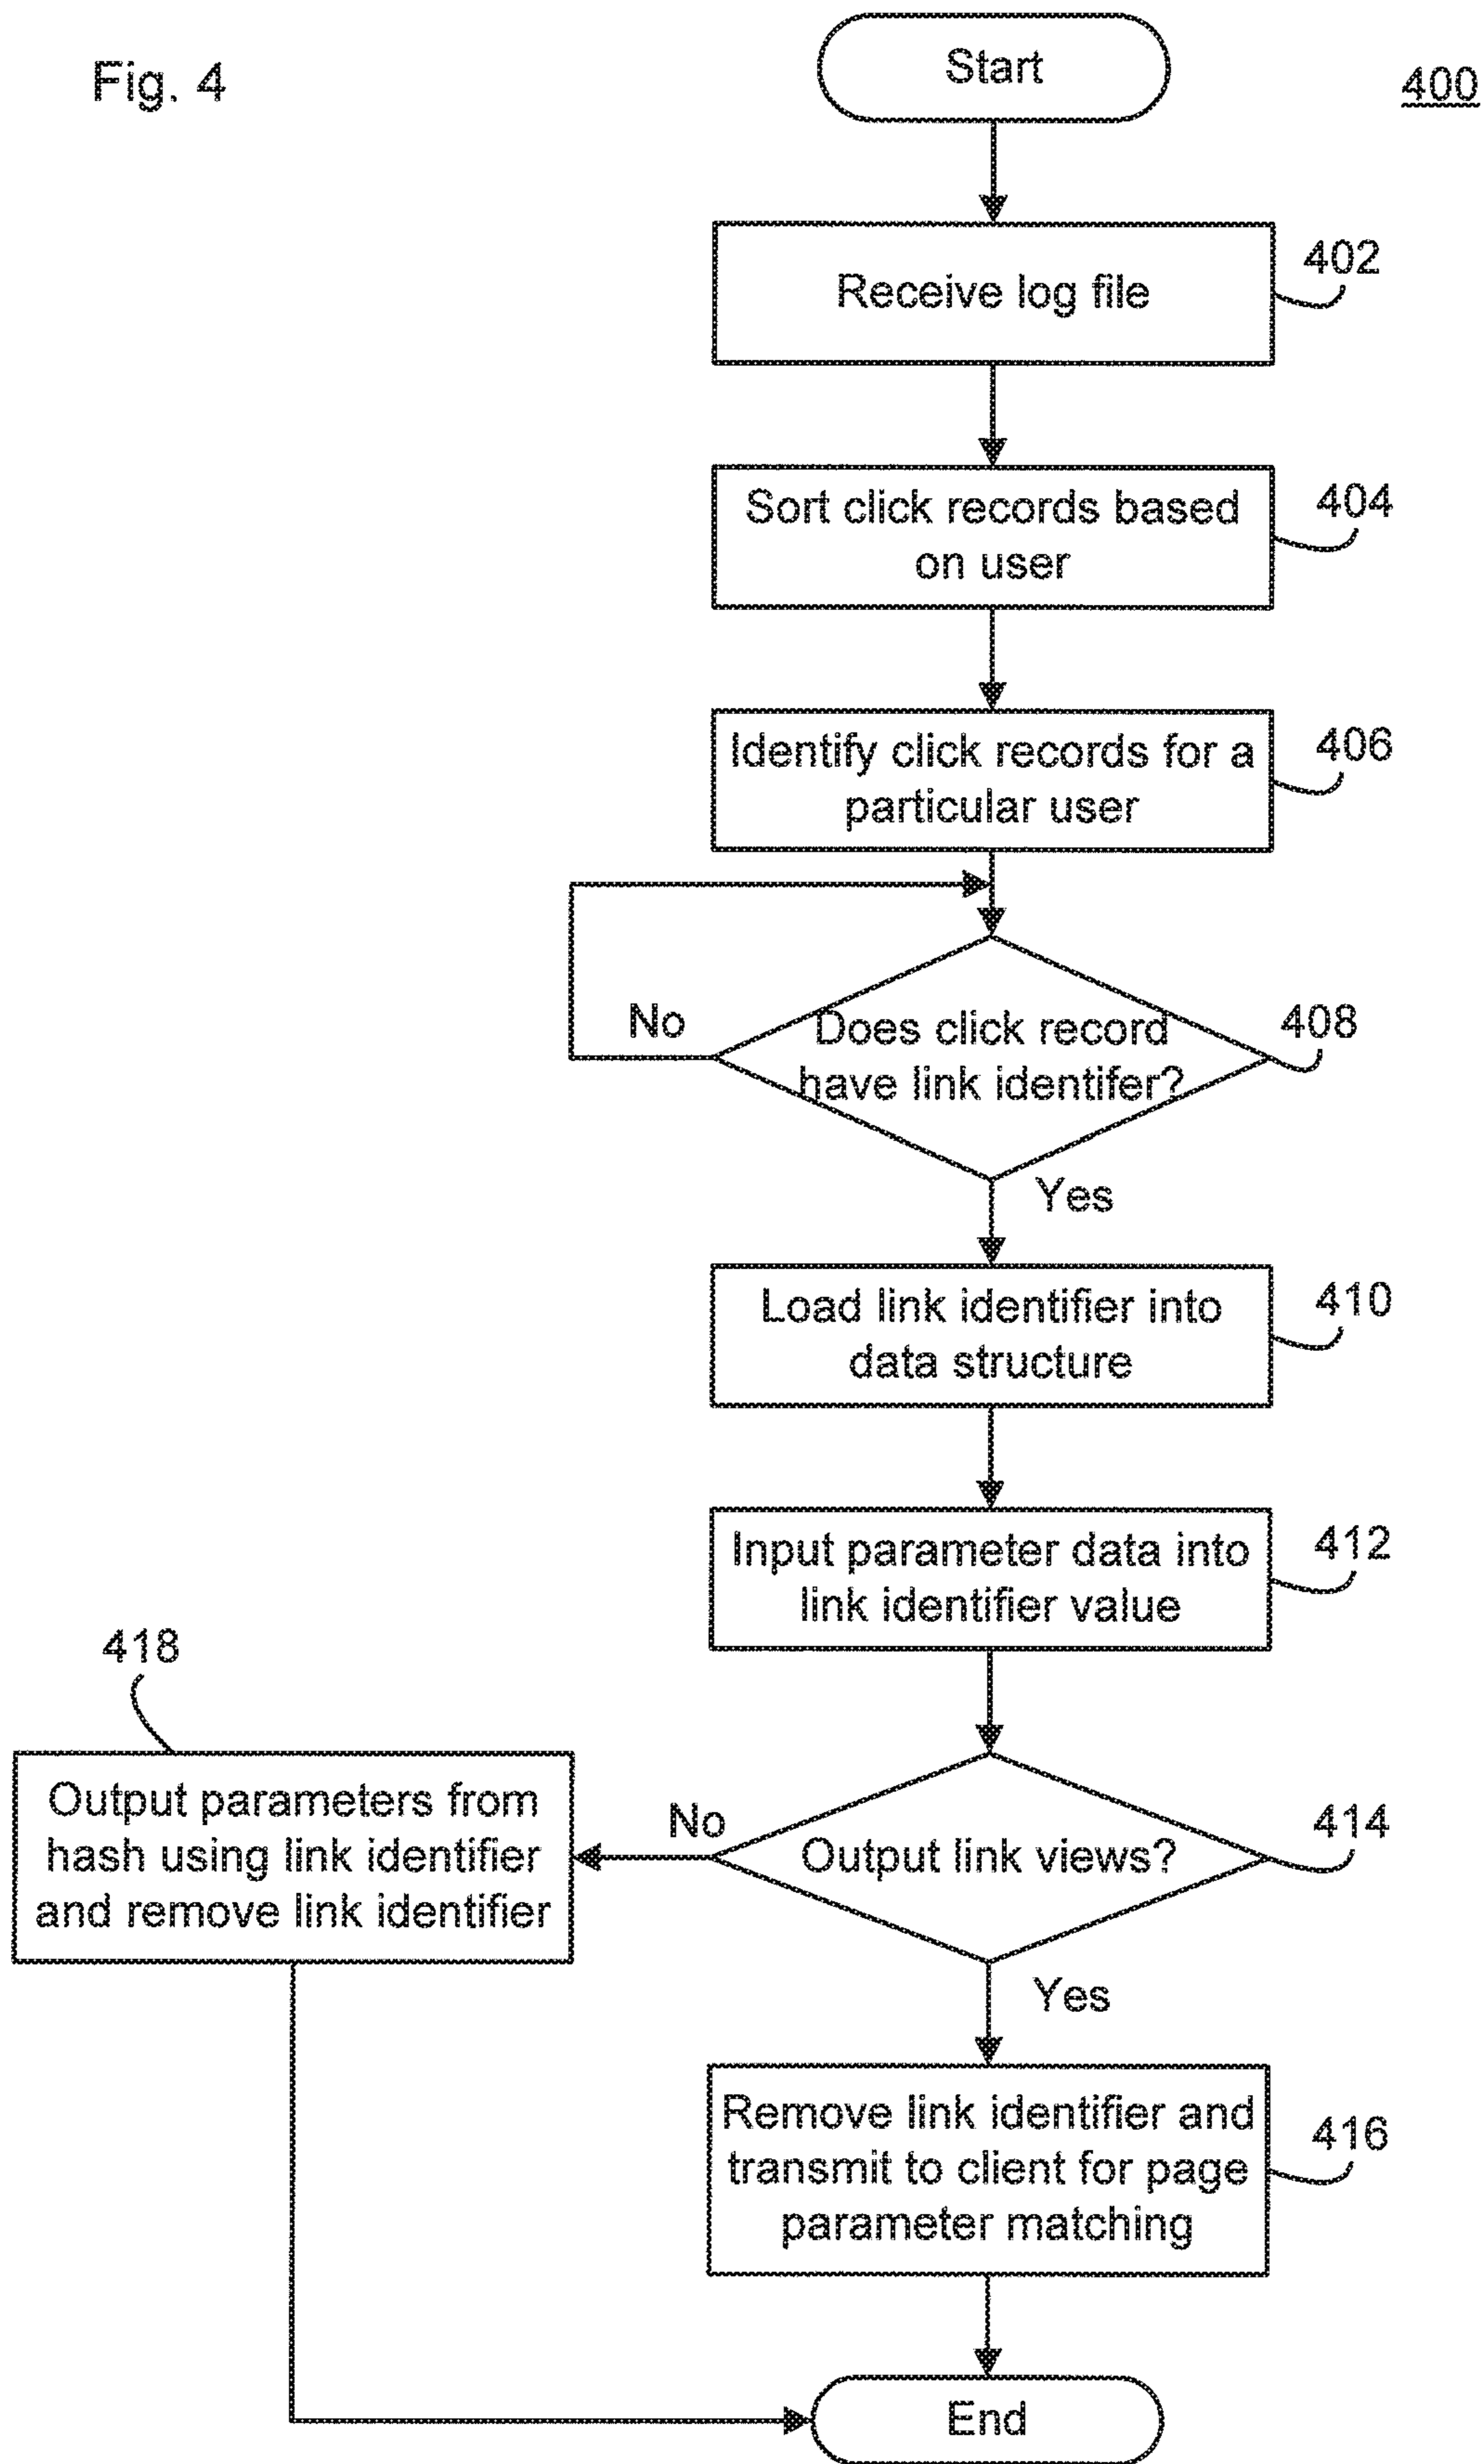 Fig. 4
400
Start
Receive log file
402
Sort click records based
on user
404
Identify click records for a
particular user
406
No
Does click record
have link identifer?
408
Yes
Load link identifier into
data structure
410
Input parameter data into
link identifier value
412
418
Output parameters from
hash using link identifier
and remove link identifier
No
Output link views?
414
Yes
Remove link identifier and
transmit to client for page
parameter matching
416
End